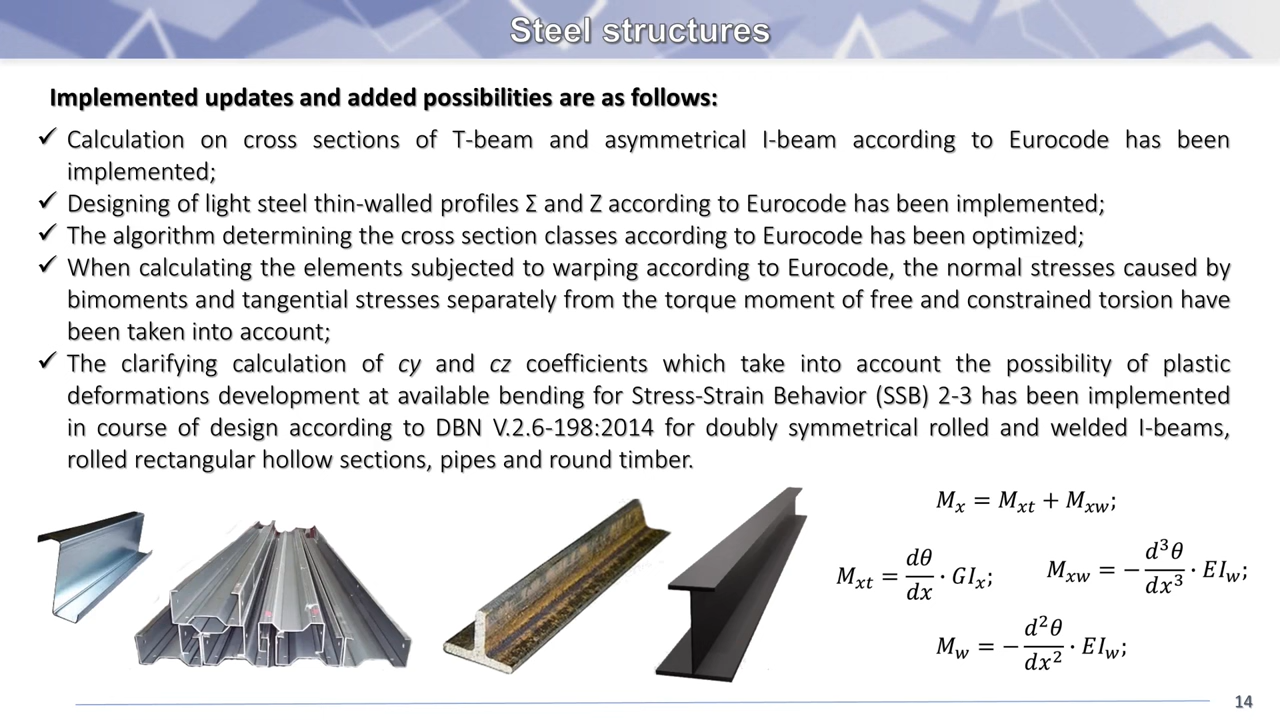 Steel structures
Implemented updates and added possibilities are as follows:
✓ Calculation on cross sections of T-beam and asymmetrical I-beam according to Eurocode has been
implemented;
✓ Designing of light steel thin-walled profiles Σ and Z according to Eurocode has been implemented;
✓ The algorithm determining the cross section classes according to Eurocode has been optimized;
✓ When calculating the elements subjected to warping according to Eurocode, the normal stresses caused by
bimoments and tangential stresses separately from the torque moment of free and constrained torsion have
been taken into account;
✓ The clarifying calculation of cy and cz coefficients which take into account the possibility of plastic
deformations development at available bending for Stress-Strain Behavior (SSB) 2-3 has been implemented
in course of design according to DBN V.2.6-198:2014 for doubly symmetrical rolled and welded I-beams,
rolled rectangular hollow sections, pipes and round timber.
M_x = M_xt + M_xw;
M_xt = dθ/dx · GI_x;
M_xw = − d³θ/dx³ · EI_w;
M_w = − d²θ/dx² · EI_w;
14